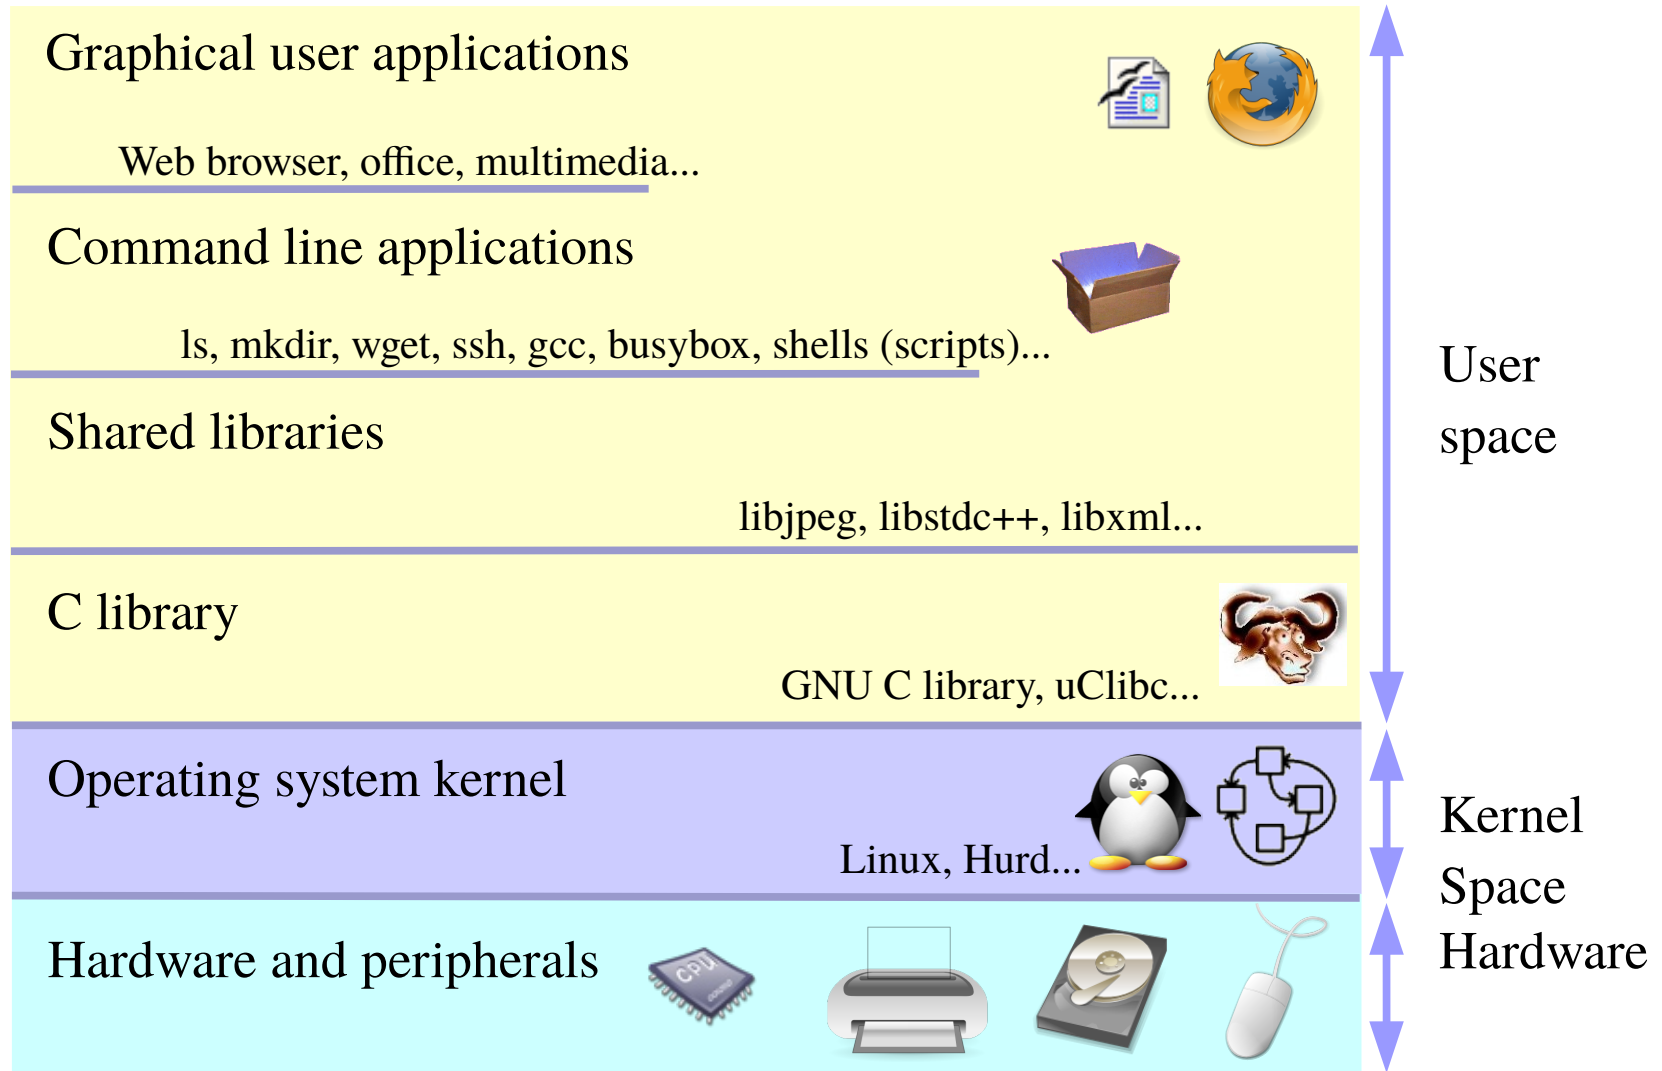 Graphical user applications
Web browser, office, multimedia...
Command line applications
ls, mkdir, wget, ssh, gcc, busybox, shells (scripts)...
Shared libraries
libjpeg, libstdc++, libxml...
C library
GNU C library, uClibc...
Operating system kernel
Linux, Hurd...
Hardware and peripherals
CPU
User
space
Kernel
Space
Hardware